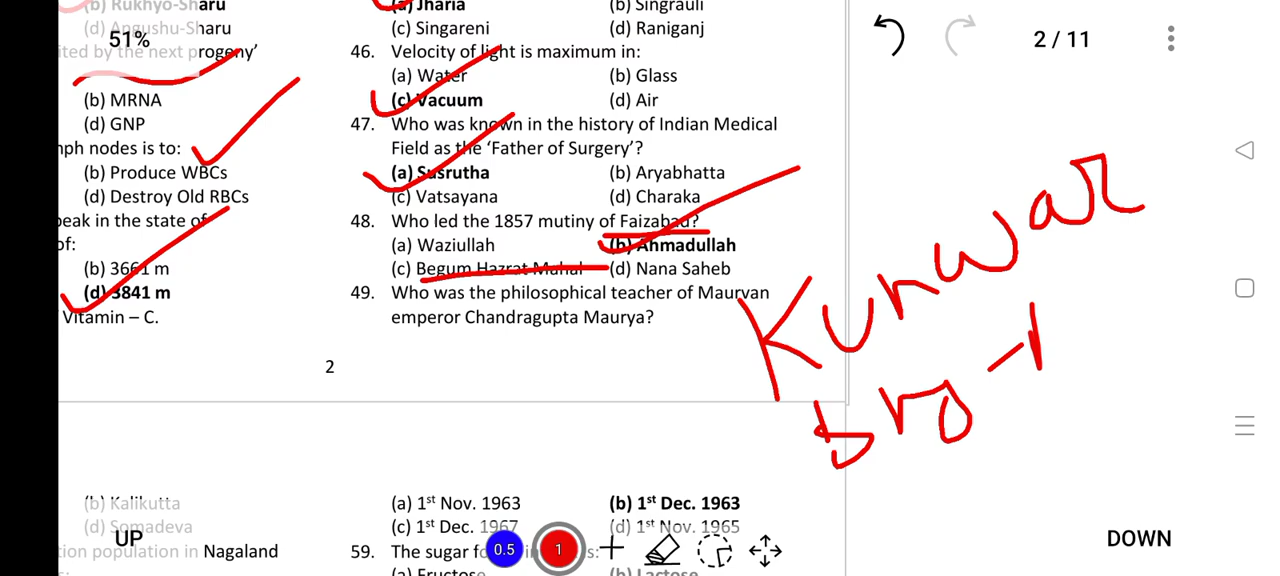 (b) Rukhyo-Sharu
(d) Angushu-Sharu
51%
ited by the next progeny'
(b) MRNA
(d) GNP
nph nodes is to:
(b) Produce WBCs
(d) Destroy Old RBCs
peak in the state of
of:
(b) 3661 m
(d) 3841 m
Vitamin – C.
(a) Jharia (b) Singrauli
(c) Singareni (d) Raniganj
46. Velocity of light is maximum in:
(a) Water (b) Glass
(c) Vacuum (d) Air
47. Who was known in the history of Indian Medical
Field as the 'Father of Surgery'?
(a) Susrutha (b) Aryabhatta
(c) Vatsayana (d) Charaka
48. Who led the 1857 mutiny of Faizabad?
(a) Waziullah (b) Ahmadullah
(c) Begum Hazrat Muhal (d) Nana Saheb
49. Who was the philosophical teacher of Mauryan
emperor Chandragupta Maurya?
2
2 / 11
Kunwar
(b) Kalikutta
(d) Somadeva
UP
tion population in Nagaland
(a) 1st Nov. 1963 (b) 1st Dec. 1963
(c) 1st Dec. 1967 (d) 1st Nov. 1965
59. The sugar
(a) Fructose (b) Lactose
0.5
1
DOWN